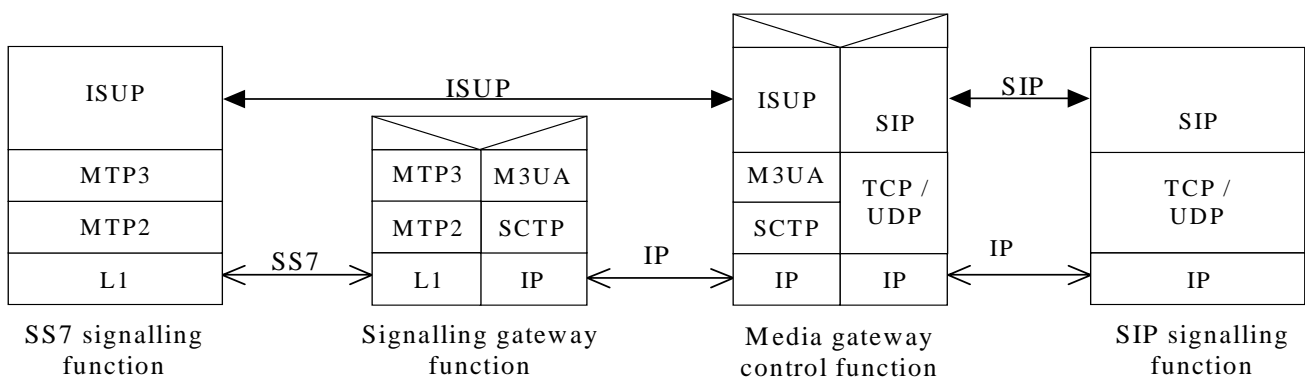 ISUP
MTP3
MTP2
L1
SS7 signalling
function
ISUP
SS7
MTP3
M3UA
MTP2
SCTP
L1
IP
Signalling gateway
function
IP
ISUP
SIP
M3UA
TCP /
UDP
SCTP
IP
IP
Media gateway
control function
SIP
IP
SIP
TCP /
UDP
IP
SIP signalling
function